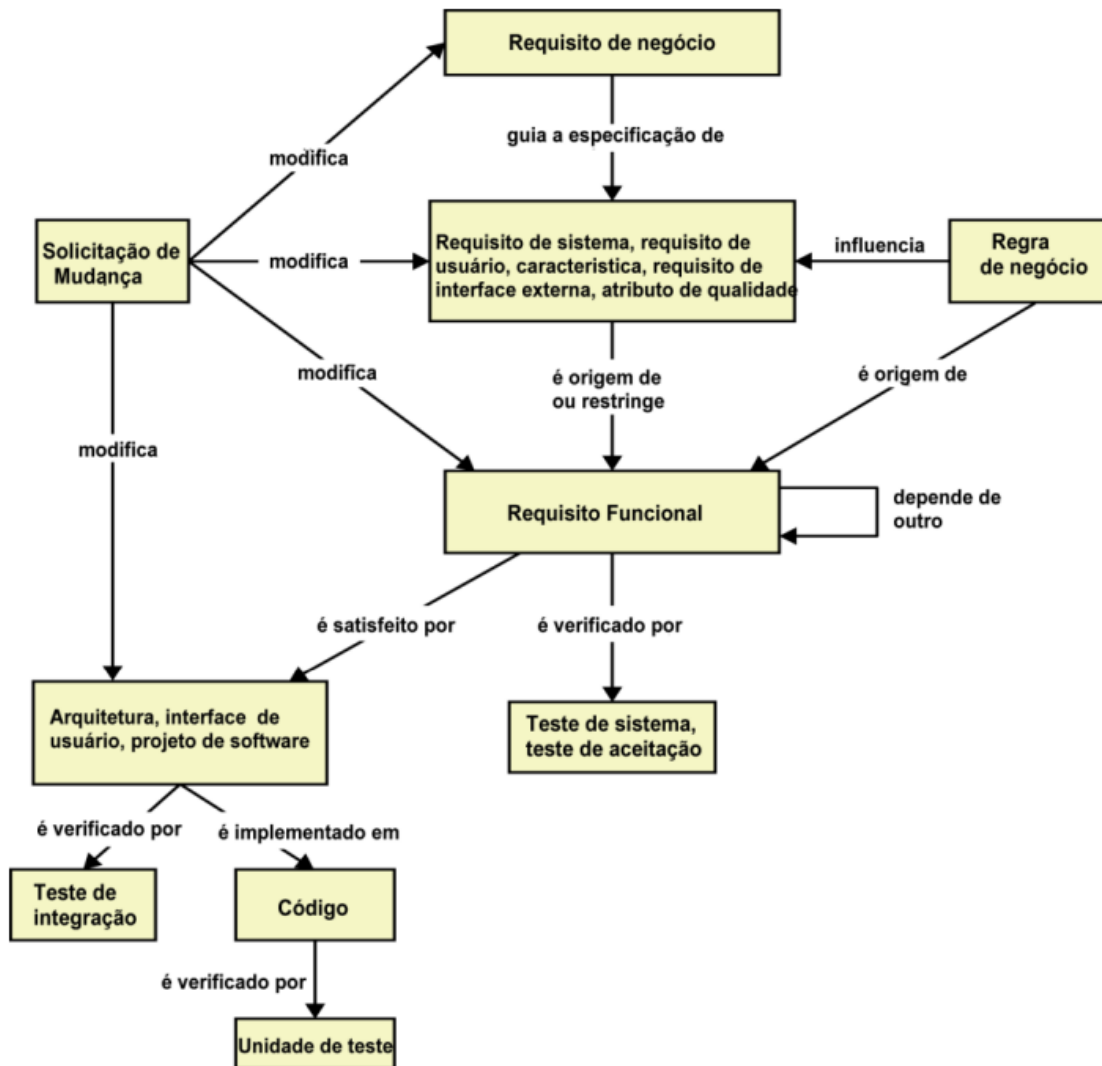 Requisito de negócio
guia a especificação de
modifica
Solicitação de
Mudança
modifica
Requisito de sistema, requisito de
usuário, caracteristica, requisito de
interface externa, atributo de qualidade
influencia
Regra
de negócio
modifica
é origem de
ou restringe
é origem de
modifica
Requisito Funcional
depende de
outro
é satisfeito por
é verificado por
Arquitetura, interface de
usuário, projeto de software
Teste de sistema,
teste de aceitação
é verificado por
é implementado em
Teste de
integração
Código
é verificado por
Unidade de teste